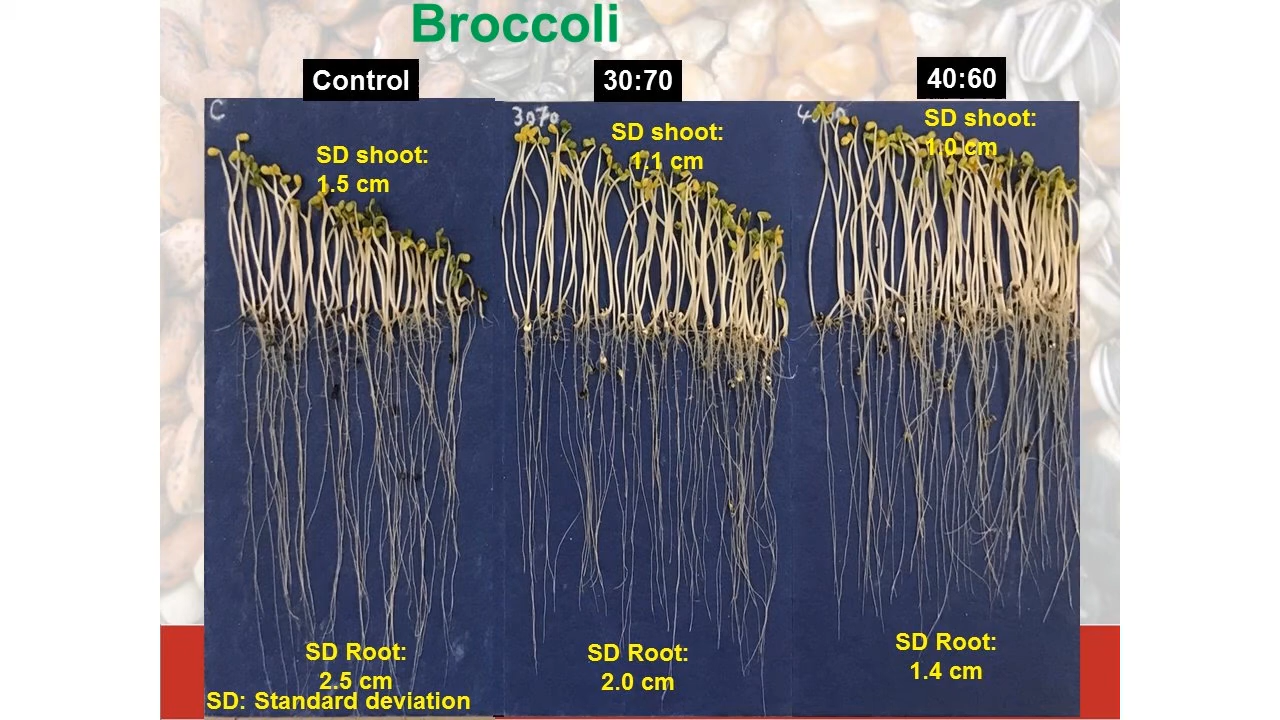 Broccoli
Control
30:70
40:60
C
3070
SD shoot:
1.5 cm
SD shoot:
1.1 cm
SD shoot:
1.0 cm
SD Root:
2.5 cm
SD Root:
2.0 cm
SD Root:
1.4 cm
SD: Standard deviation